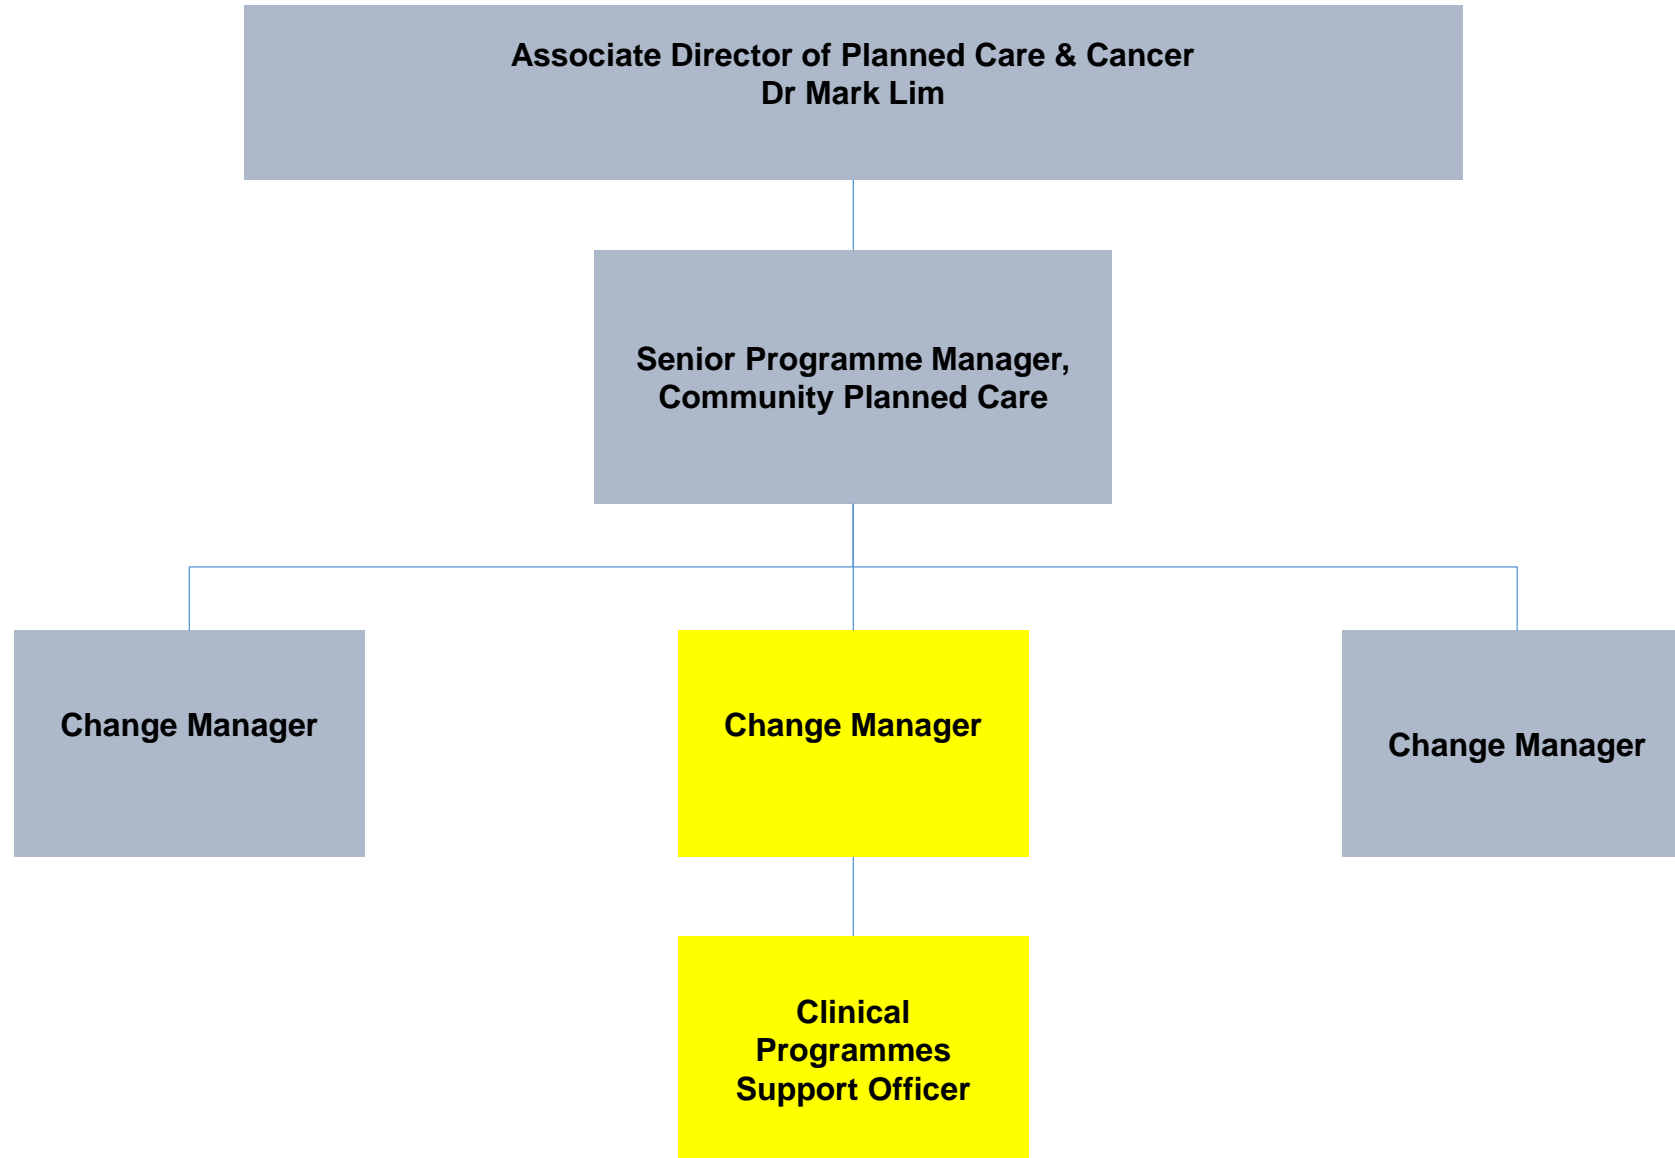 Associate Director of Planned Care & Cancer
Dr Mark Lim
Senior Programme Manager,
Community Planned Care
Change Manager
Change Manager
Change Manager
Clinical
Programmes
Support Officer